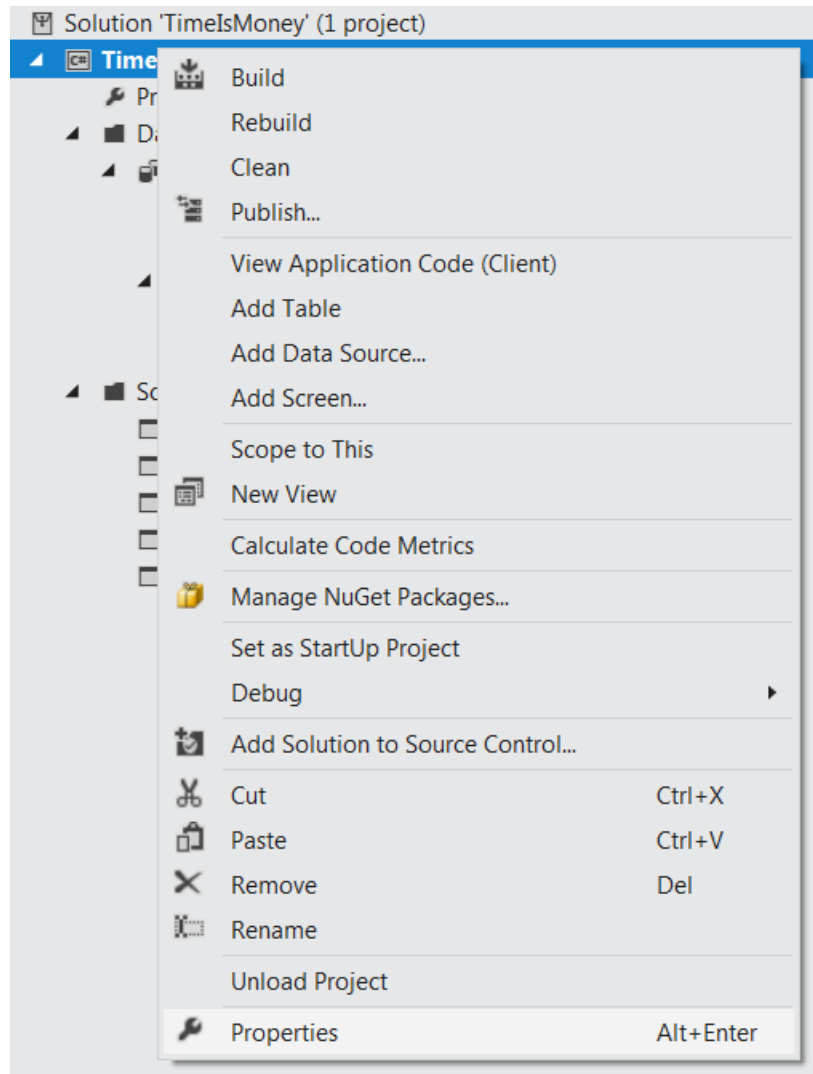 Solution 'TimeIsMoney' (1 project)
C# Time
Pr
Build
Rebuild
Clean
Publish...
View Application Code (Client)
Add Table
Add Data Source...
Add Screen...
Scope to This
New View
Calculate Code Metrics
Manage NuGet Packages...
Set as StartUp Project
Debug
Add Solution to Source Control...
Cut Ctrl+X
Paste Ctrl+V
Remove Del
Rename
Unload Project
Properties Alt+Enter